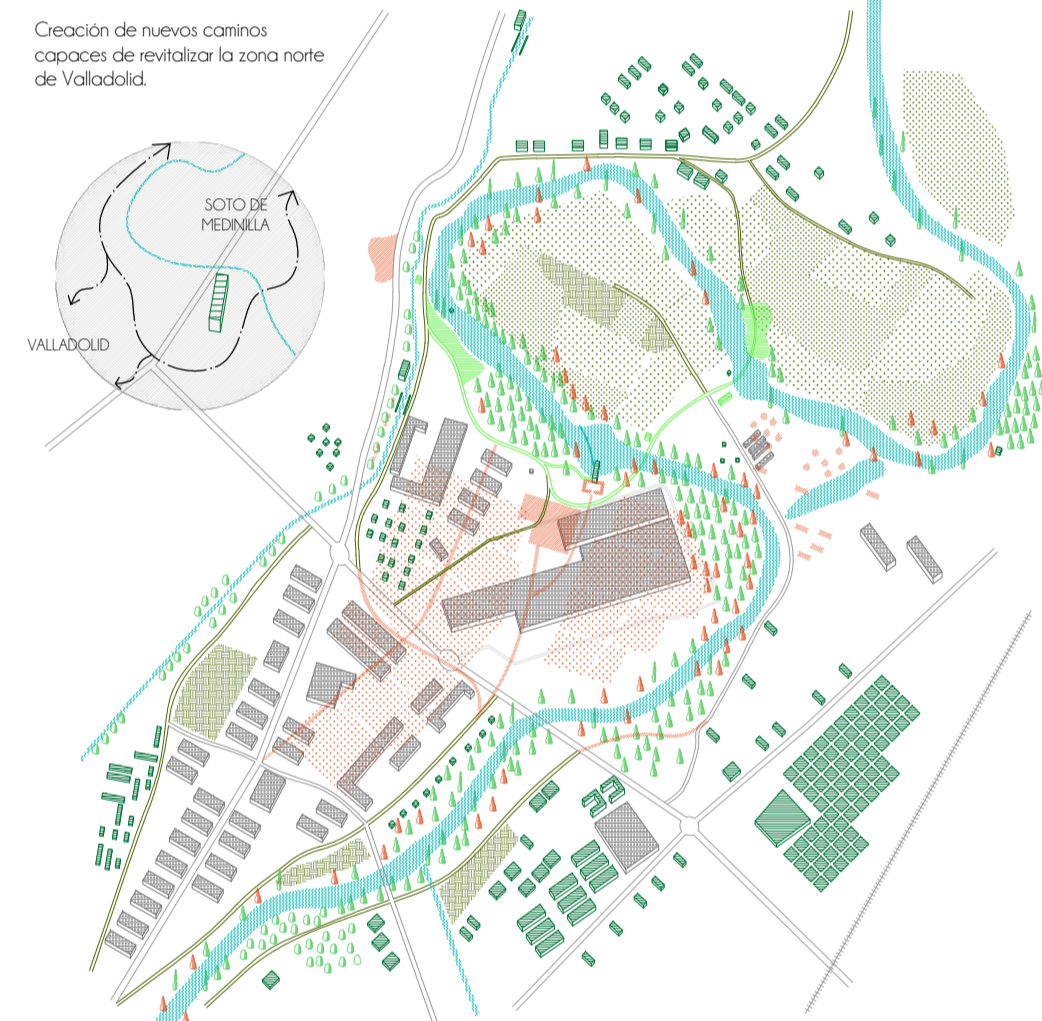 Creación de nuevos caminos
capaces de revitalizar la zona norte
de Valladolid.
SOTO DE
MEDINILLA
VALLADOLID